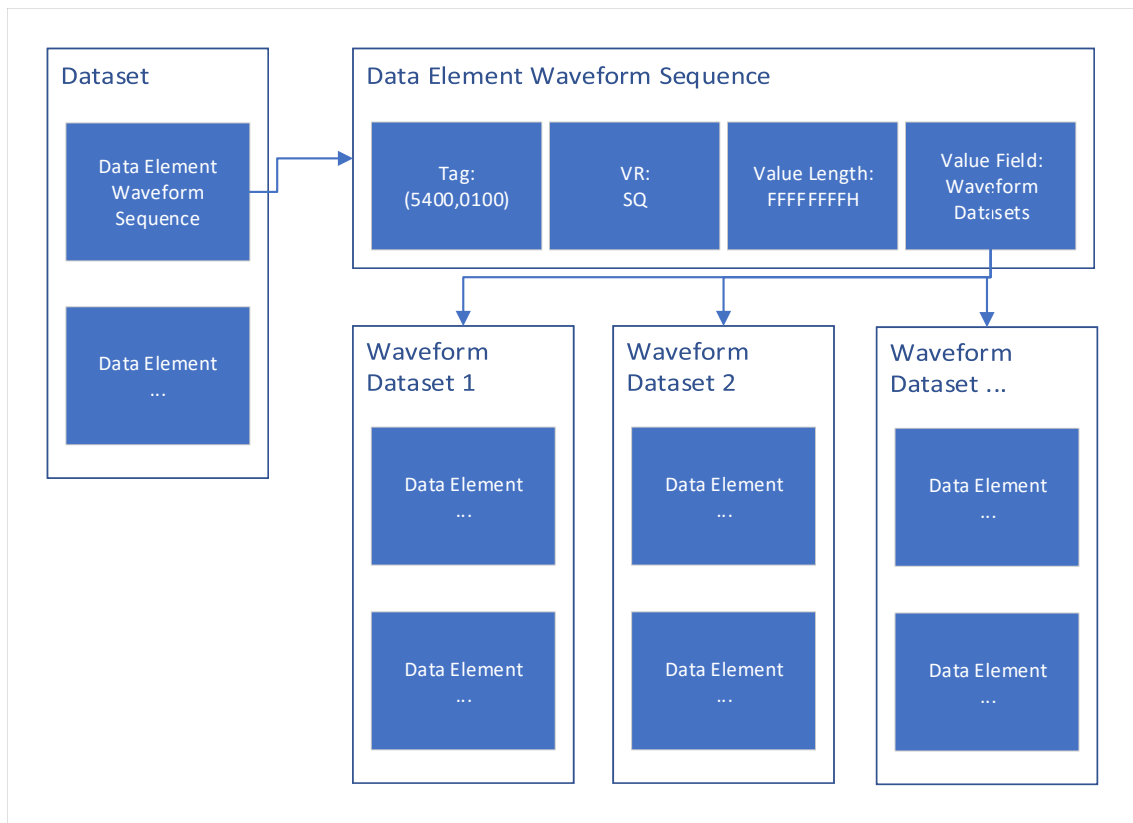 Dataset
Data Element
Waveform
Sequence
Data Element
...
Data Element Waveform Sequence
Tag:
(5400,0100)
VR:
SQ
Value Length:
FFFFFFFFH
Value Field:
Waveform
Datasets
Waveform
Dataset 1
Data Element
...
Data Element
...
Waveform
Dataset 2
Data Element
...
Data Element
...
Waveform
Dataset ...
Data Element
...
Data Element
...